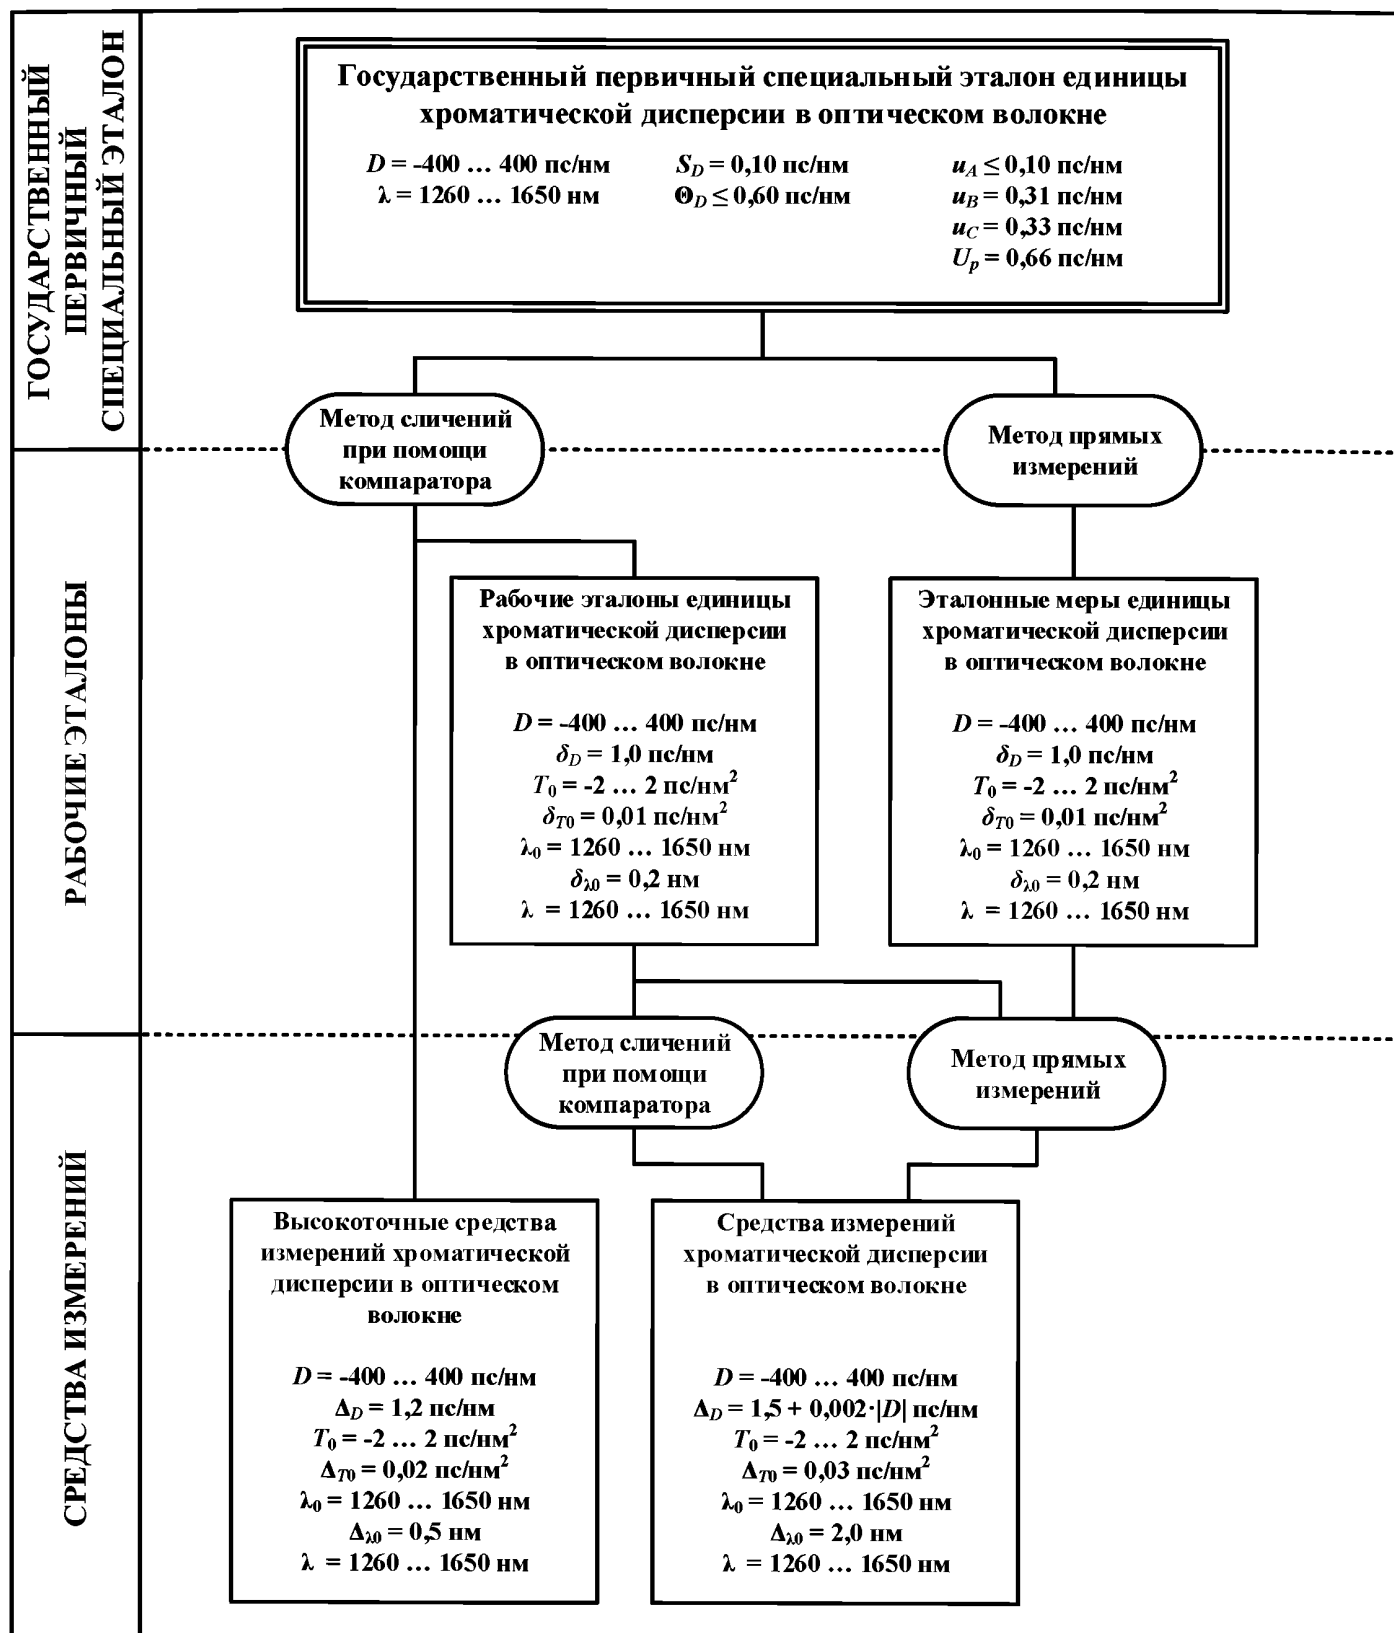 ГОСУДАРСТВЕННЫЙ
ПЕРВИЧНЫЙ
СПЕЦИАЛЬНЫЙ ЭТАЛОН
Государственный первичный специальный эталон единицы
хроматической дисперсии в оптическом волокне
D = -400 … 400 пс/нм
λ = 1260 … 1650 нм
S_D = 0,10 пс/нм
Θ_D ≤ 0,60 пс/нм
u_A ≤ 0,10 пс/нм
u_B = 0,31 пс/нм
u_C = 0,33 пс/нм
U_p = 0,66 пс/нм
Метод сличений
при помощи
компаратора
Метод прямых
измерений
РАБОЧИЕ ЭТАЛОНЫ
Рабочие эталоны единицы
хроматической дисперсии
в оптическом волокне
D = -400 … 400 пс/нм
δ_D = 1,0 пс/нм
T₀ = -2 … 2 пс/нм²
δ_T0 = 0,01 пс/нм²
λ₀ = 1260 … 1650 нм
δ_λ0 = 0,2 нм
λ = 1260 … 1650 нм
Эталонные меры единицы
хроматической дисперсии
в оптическом волокне
D = -400 … 400 пс/нм
δ_D = 1,0 пс/нм
T₀ = -2 … 2 пс/нм²
δ_T0 = 0,01 пс/нм²
λ₀ = 1260 … 1650 нм
δ_λ0 = 0,2 нм
λ = 1260 … 1650 нм
Метод сличений
при помощи
компаратора
Метод прямых
измерений
СРЕДСТВА ИЗМЕРЕНИЙ
Высокоточные средства
измерений хроматической
дисперсии в оптическом
волокне
D = -400 … 400 пс/нм
Δ_D = 1,2 пс/нм
T₀ = -2 … 2 пс/нм²
Δ_T0 = 0,02 пс/нм²
λ₀ = 1260 … 1650 нм
Δ_λ0 = 0,5 нм
λ = 1260 … 1650 нм
Средства измерений
хроматической дисперсии
в оптическом волокне
D = -400 … 400 пс/нм
Δ_D = 1,5 + 0,002·|D| пс/нм
T₀ = -2 … 2 пс/нм²
Δ_T0 = 0,03 пс/нм²
λ₀ = 1260 … 1650 нм
Δ_λ0 = 2,0 нм
λ = 1260 … 1650 нм